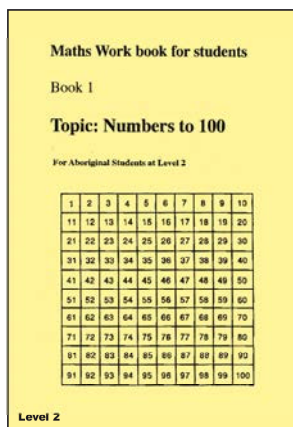 Maths Work book for students
Book 1
Topic: Numbers to 100
For Aboriginal Students at Level 2
1 2 3 4 5 6 7 8 9 10
11 12 13 14 15 16 17 18 19 20
21 22 23 24 25 26 27 28 29 30
31 32 33 34 35 36 37 38 39 40
41 42 43 44 45 46 47 48 49 50
51 52 53 54 55 56 57 58 59 60
61 62 63 64 65 66 67 68 69 70
71 72 73 74 75 76 77 78 79 80
81 82 83 84 85 86 87 88 89 90
91 92 93 94 95 96 97 98 99 100
Level 2